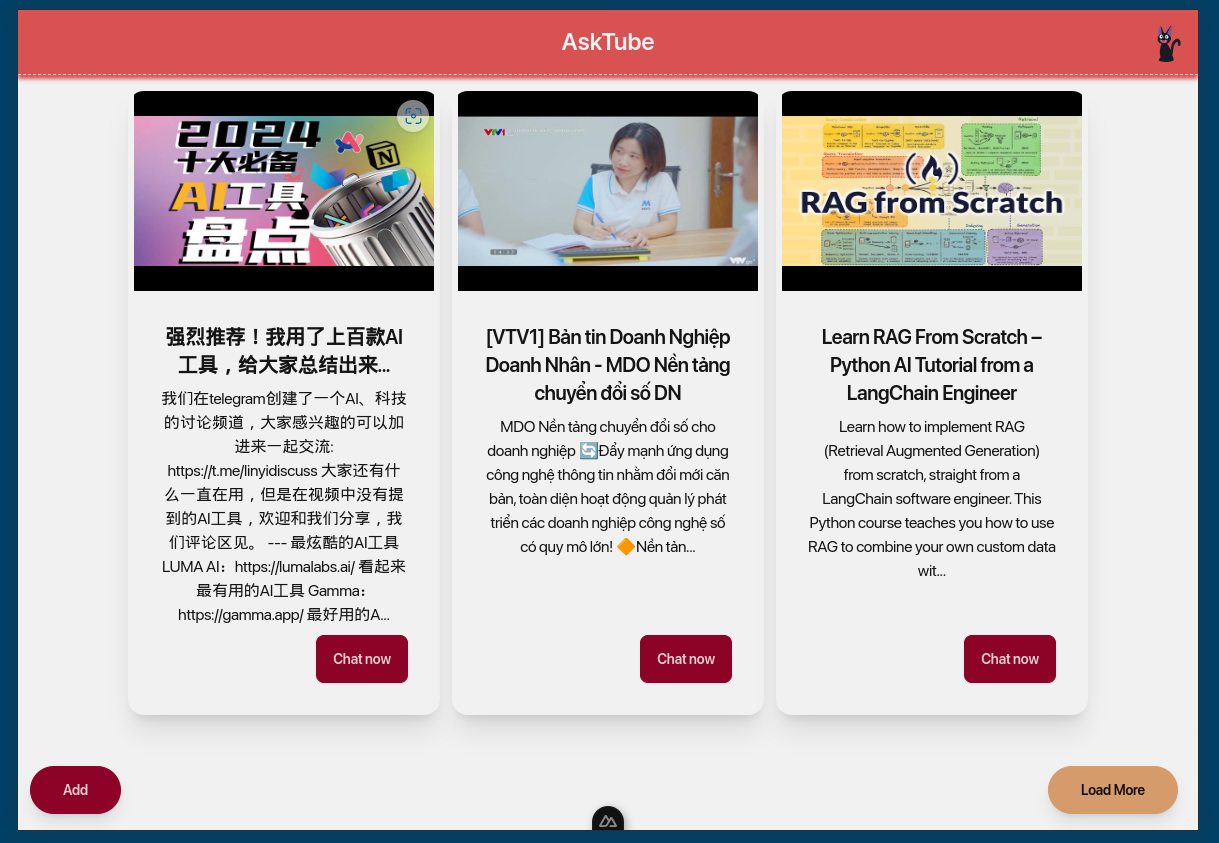 AskTube
2024
十大必备
AI工具
盘点
强烈推荐！我用了上百款AI
工具，给大家总结出来...
我们在telegram创建了一个AI、科技
的讨论频道，大家感兴趣的可以加
进来一起交流:
https://t.me/linyidiscuss 大家还有什
么一直在用，但是在视频中没有提
到的AI工具，欢迎和我们分享，我
们评论区见。 --- 最炫酷的AI工具
LUMA AI：https://lumalabs.ai/ 看起来
最有用的AI工具 Gamma：
https://gamma.app/ 最好用的A...
Chat now
VTV1
VTV
[VTV1] Bản tin Doanh Nghiệp
Doanh Nhân - MDO Nền tảng
chuyển đổi số DN
MDO Nền tảng chuyển đổi số cho
doanh nghiệp 🔄Đẩy mạnh ứng dụng
công nghệ thông tin nhằm đổi mới căn
bản, toàn diện hoạt động quản lý phát
triển các doanh nghiệp công nghệ số
có quy mô lớn! 🔶Nền tản...
Chat now
RAG from Scratch
Learn RAG From Scratch –
Python AI Tutorial from a
LangChain Engineer
Learn how to implement RAG
(Retrieval Augmented Generation)
from scratch, straight from a
LangChain software engineer. This
Python course teaches you how to use
RAG to combine your own custom data
wit...
Chat now
Add
Load More